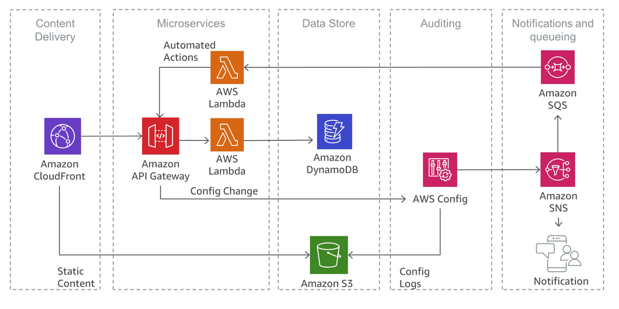 Content
Delivery
Microservices
Data Store
Auditing
Notifications and
queueing
Automated
Actions
AWS
Lambda
Amazon
SQS
Amazon
CloudFront
Amazon
API Gateway
AWS
Lambda
Amazon
DynamoDB
Config Change
AWS Config
Amazon
SNS
Static
Content
Amazon S3
Config
Logs
Notification